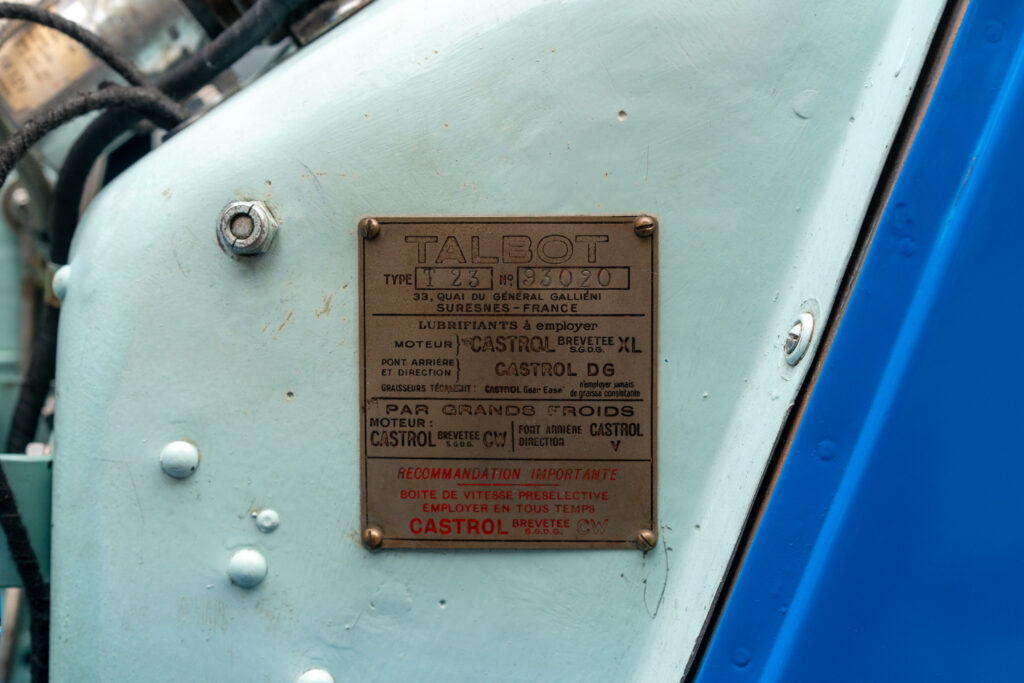 TALBOT
TYPE T 23 No 93020
33, QUAI DU GÉNÉRAL GALLIÉNI
SURESNES - FRANCE
LUBRIFIANTS à employer
MOTEUR } CASTROL BREVETÉE S.G.D.G. XL
PONT ARRIÈRE ET DIRECTION } CASTROL DG
GRAISSEURS TÉCALEMIT : CASTROL Gear Ease n'employer jamais de graisse consistante
PAR GRANDS FROIDS
MOTEUR : CASTROL BREVETEE S.G.D.G. CW | PONT ARRIÈRE DIRECTION CASTROL V
RECOMMANDATION IMPORTANTE
BOITE DE VITESSE PRESELECTIVE
EMPLOYER EN TOUS TEMPS
CASTROL BREVETEE S.G.D.G. CW